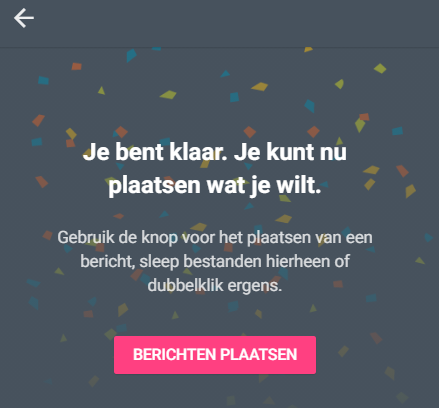 Je bent klaar. Je kunt nu
plaatsen wat je wilt.
Gebruik de knop voor het plaatsen van een
bericht, sleep bestanden hierheen of
dubbelklik ergens.
BERICHTEN PLAATSEN